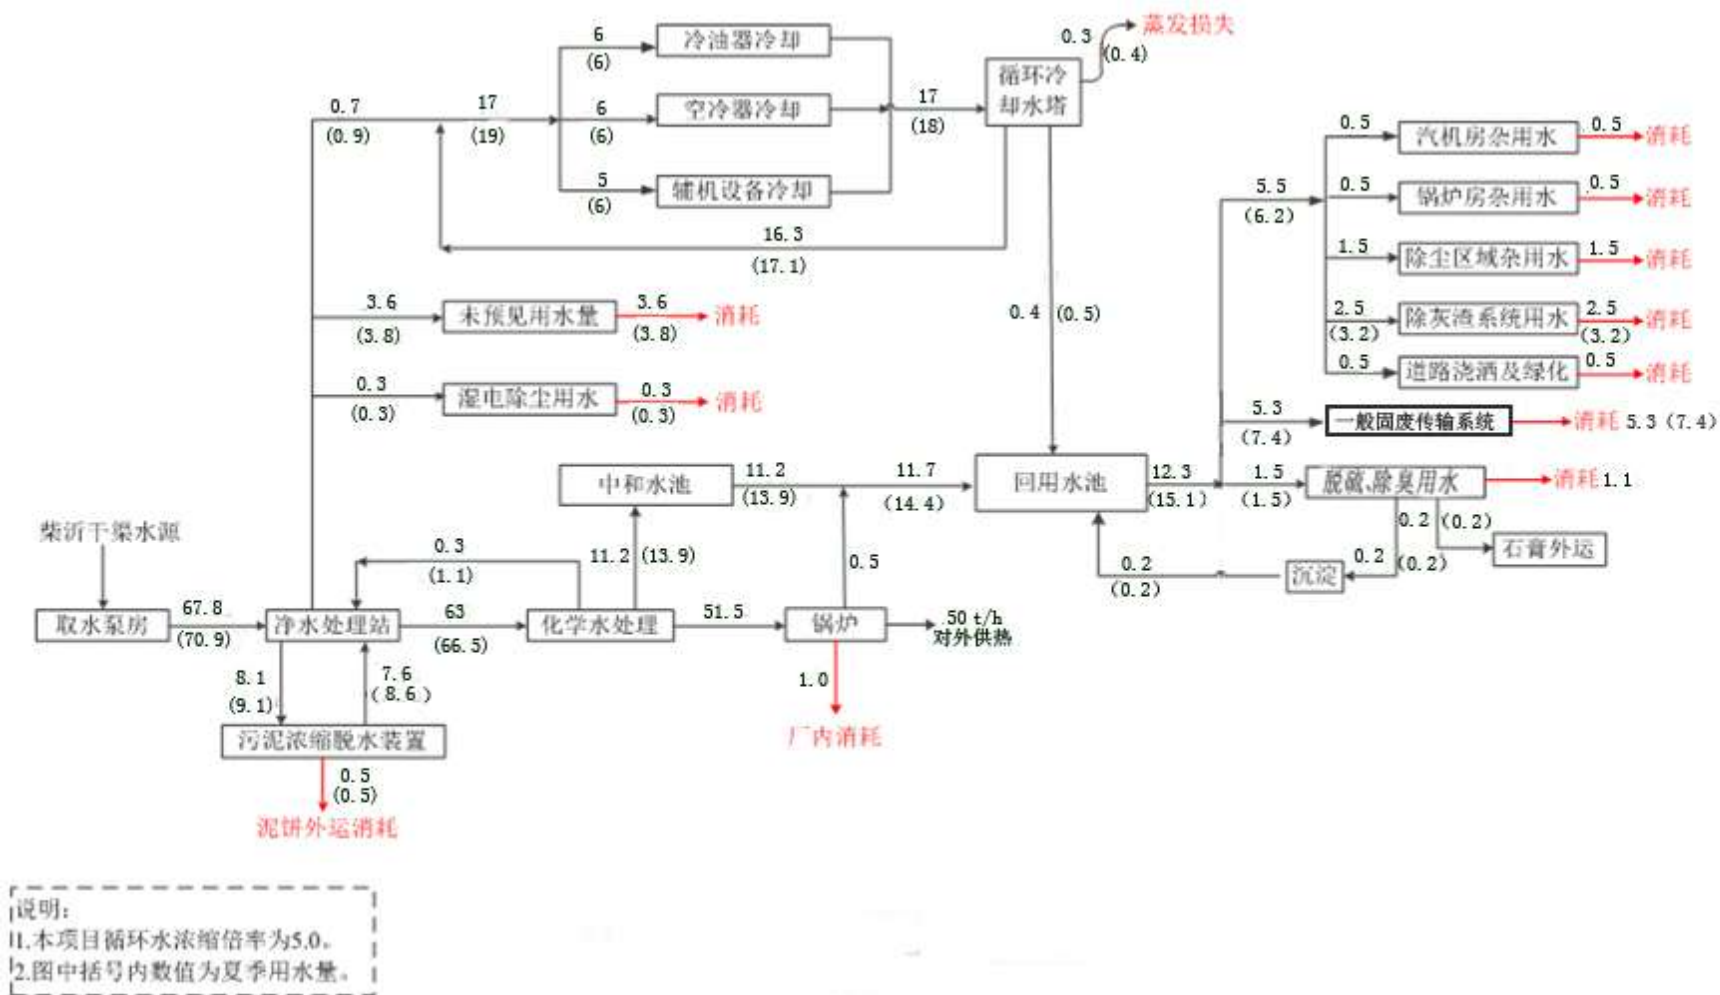 0.3
(0.4)
蒸发损失
6
(6)
冷油器冷却
循环冷
却水塔
0.7
(0.9)
17
(19)
6
(6)
空冷器冷却
17
(18)
5
(6)
辅机设备冷却
16.3
(17.1)
0.5
汽机房杂用水
0.5
消耗
5.5
(6.2)
0.5
锅炉房杂用水
0.5
消耗
1.5
除尘区域杂用水
1.5
消耗
2.5
(3.2)
除灰渣系统用水
2.5
(3.2)
消耗
0.5
道路浇洒及绿化
0.5
消耗
3.6
(3.8)
未预见用水量
3.6
(3.8)
消耗
0.4
(0.5)
0.3
(0.3)
湿电除尘用水
0.3
(0.3)
消耗
5.3
(7.4)
一般固废传输系统
消耗 5.3 (7.4)
中和水池
11.2
(13.9)
11.7
(14.4)
回用水池
12.3
(15.1)
1.5
(1.5)
脱硫、除臭用水
消耗 1.1
0.2
(0.2)
石膏外运
0.2
(0.2)
沉淀
0.2
(0.2)
柴沂干渠水源
0.3
(1.1)
11.2
(13.9)
0.5
取水泵房
67.8
(70.9)
净水处理站
63
(66.5)
化学水处理
51.5
锅炉
50 t/h
对外供热
8.1
(9.1)
7.6
(8.6)
1.0
厂内消耗
污泥浓缩脱水装置
0.5
(0.5)
泥饼外运消耗
说明:
1.本项目循环水浓缩倍率为5.0。
2.图中括号内数值为夏季用水量。